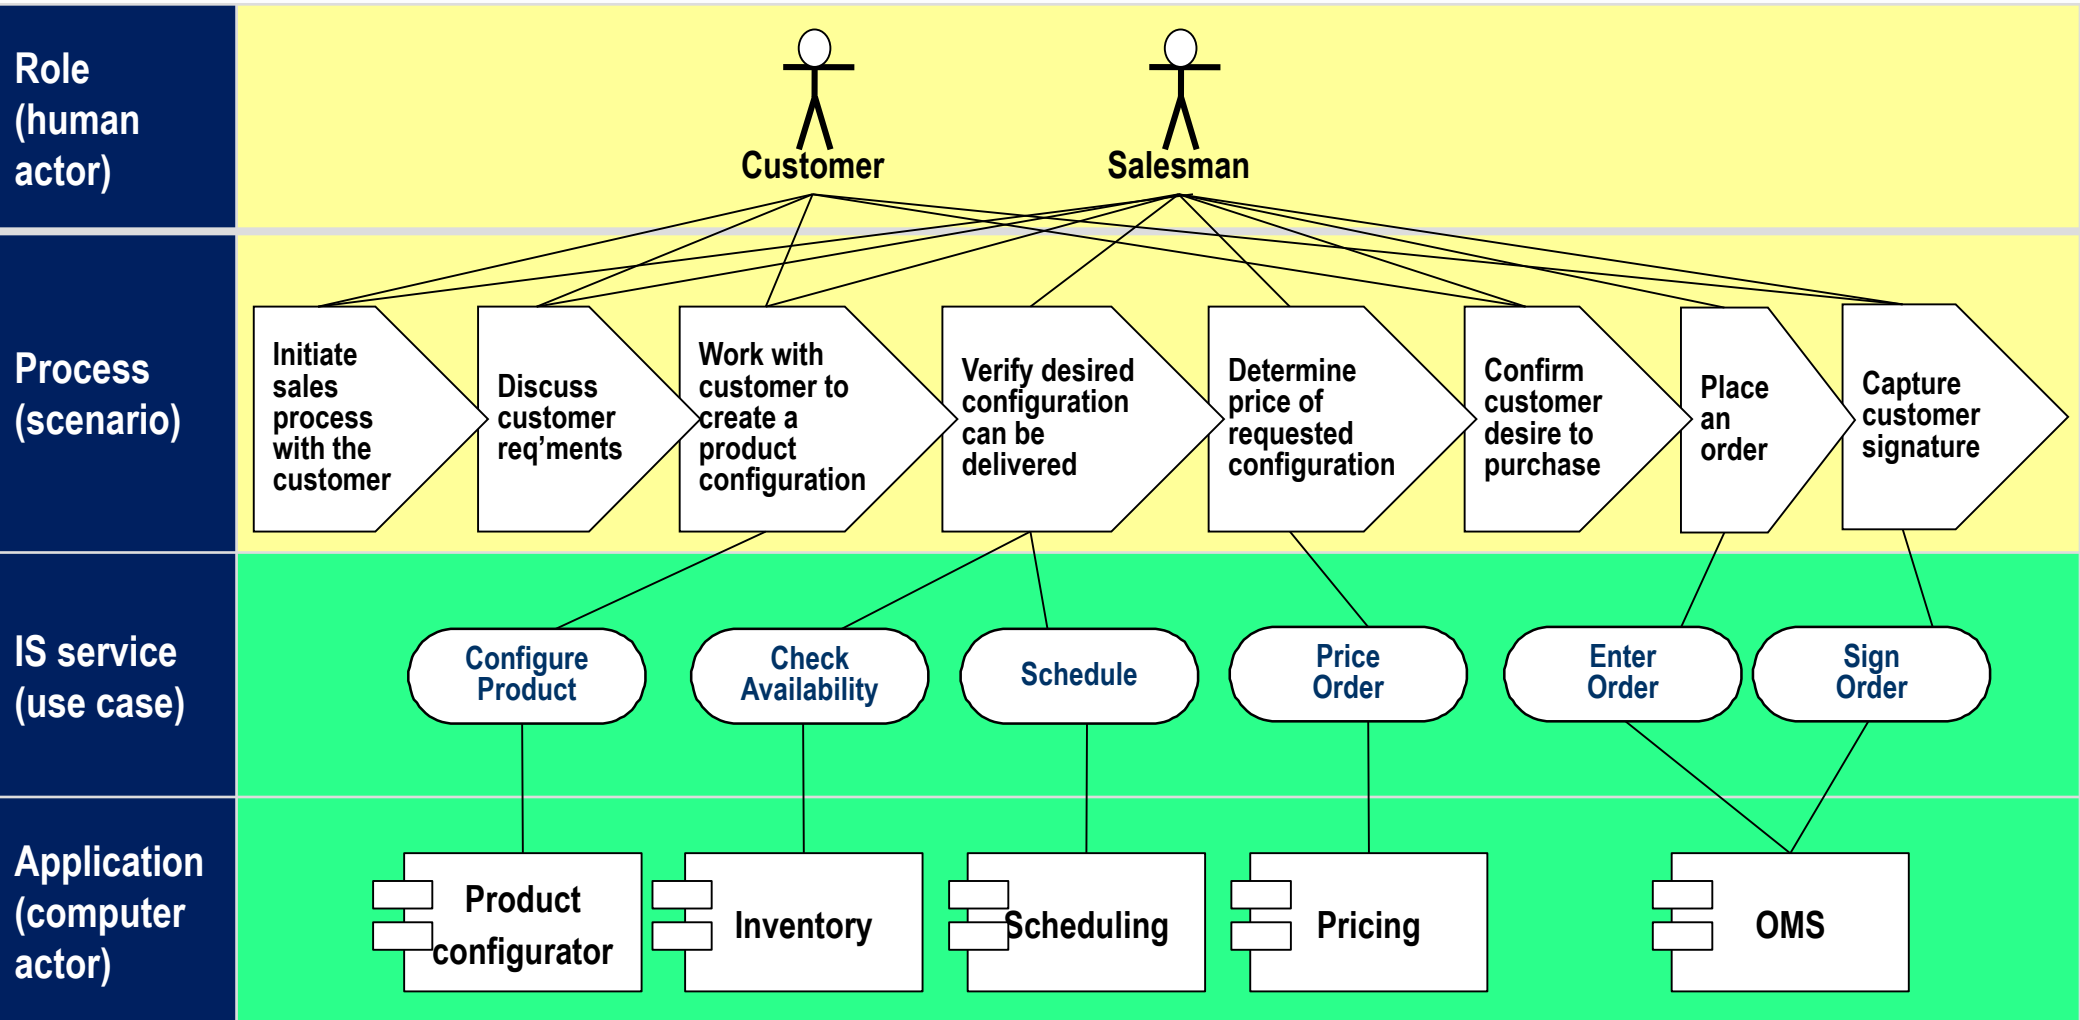 Role
(human
actor)
Customer
Salesman
Process
(scenario)
Initiate
sales
process
with the
customer
Discuss
customer
req’ments
Work with
customer to
create a
product
configuration
Verify desired
configuration
can be
delivered
Determine
price of
requested
configuration
Confirm
customer
desire to
purchase
Place
an
order
Capture
customer
signature
IS service
(use case)
Configure
Product
Check
Availability
Schedule
Price
Order
Enter
Order
Sign
Order
Application
(computer
actor)
Product
configurator
Inventory
Scheduling
Pricing
OMS